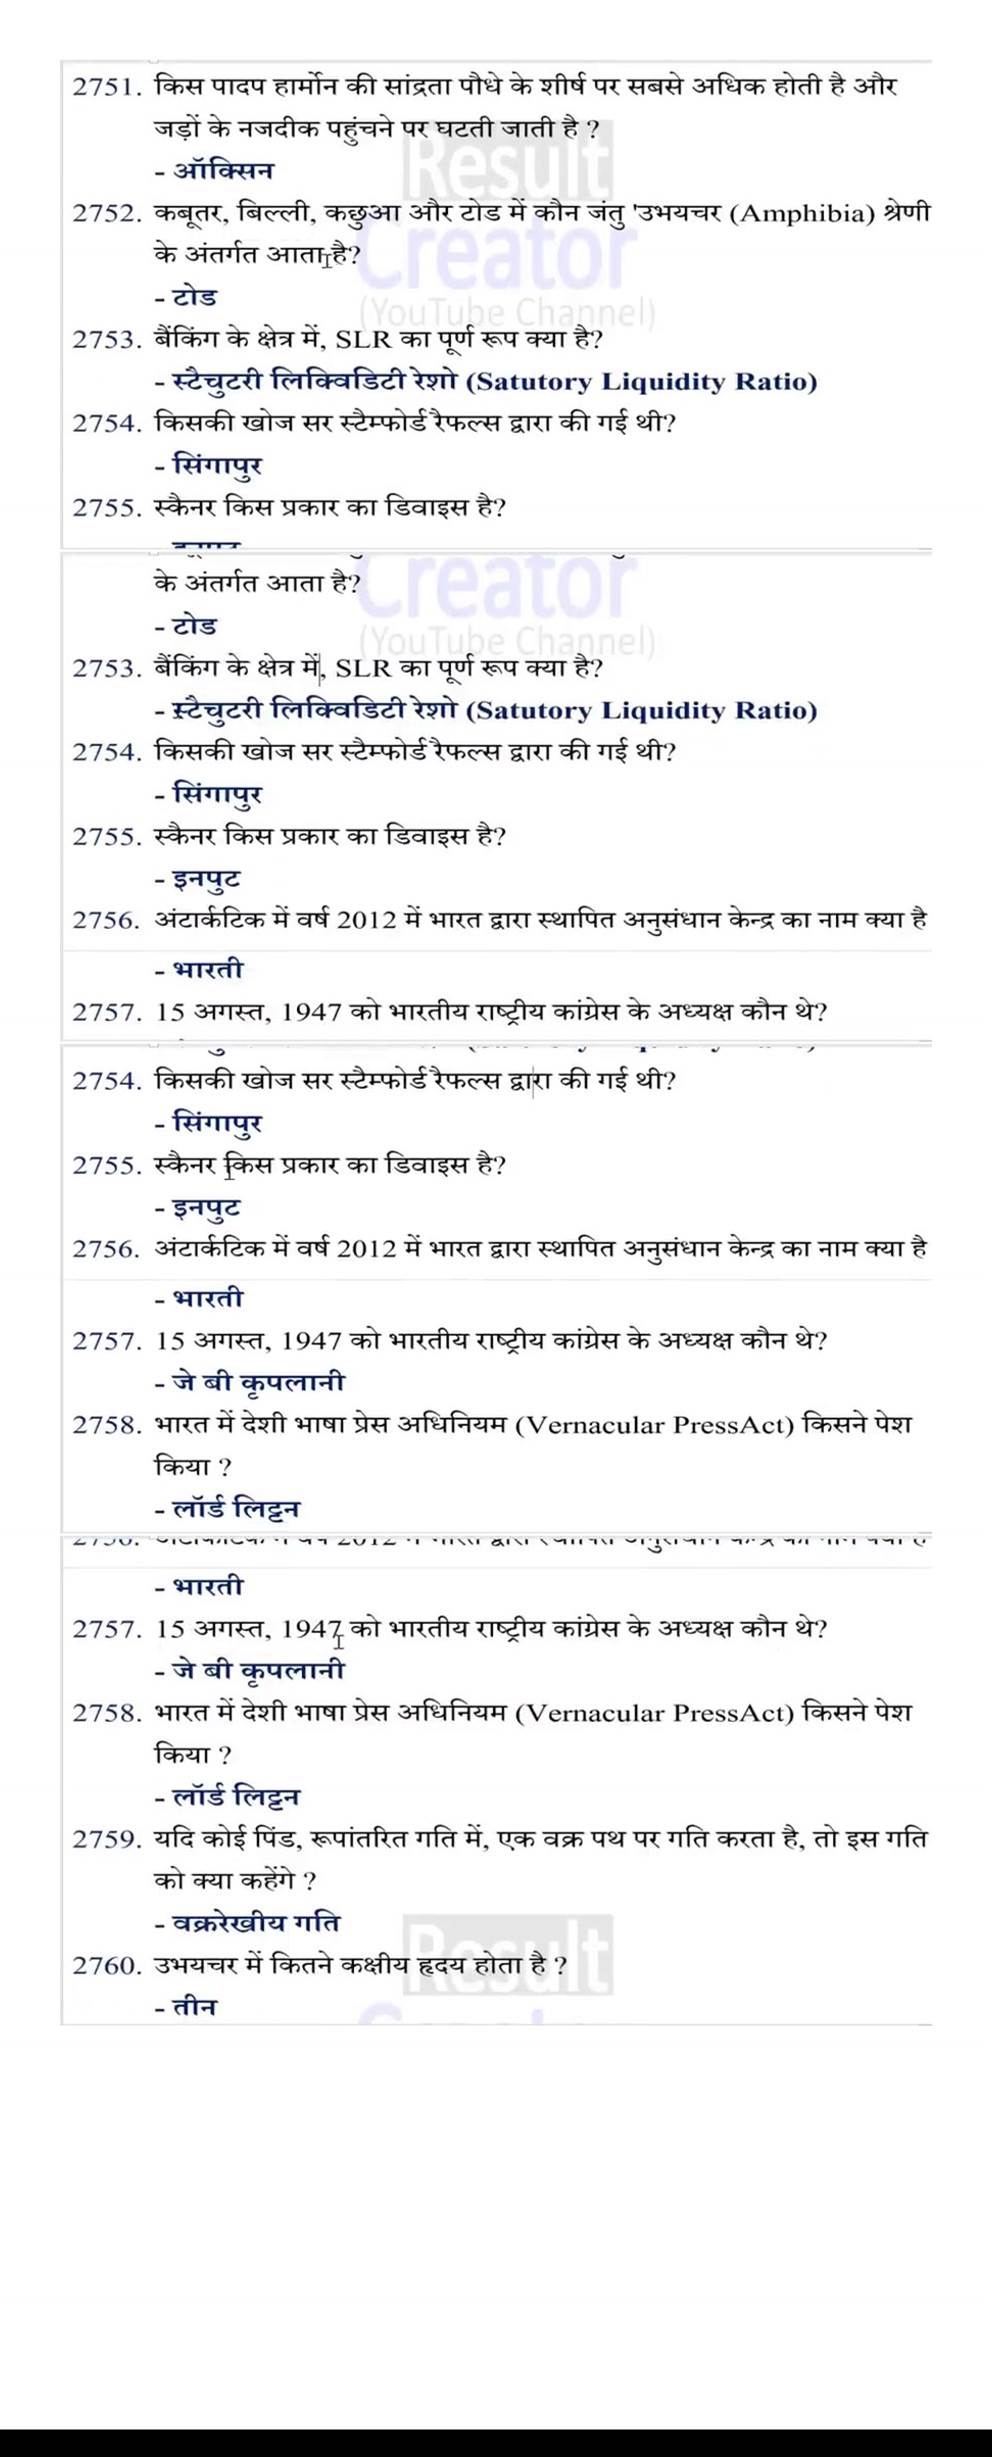 2751. किस पादप हार्मोन की सांद्रता पौधे के शीर्ष पर सबसे अधिक होती है और
जड़ों के नजदीक पहुंचने पर घटती जाती है ?
- ऑक्सिन
Result
2752. कबूतर, बिल्ली, कछुआ और टोड में कौन जंतु 'उभयचर (Amphibia) श्रेणी
के अंतर्गत आता है?
Creator
- टोड
(YouTube Channel)
2753. बैंकिंग के क्षेत्र में, SLR का पूर्ण रूप क्या है?
- स्टैचुटरी लिक्विडिटी रेशो (Satutory Liquidity Ratio)
2754. किसकी खोज सर स्टैम्फोर्ड रैफल्स द्वारा की गई थी?
- सिंगापुर
2755. स्कैनर किस प्रकार का डिवाइस है?
के अंतर्गत आता है?
Creator
- टोड
(YouTube Channel)
2753. बैंकिंग के क्षेत्र में, SLR का पूर्ण रूप क्या है?
- स्टैचुटरी लिक्विडिटी रेशो (Satutory Liquidity Ratio)
2754. किसकी खोज सर स्टैम्फोर्ड रैफल्स द्वारा की गई थी?
- सिंगापुर
2755. स्कैनर किस प्रकार का डिवाइस है?
- इनपुट
2756. अंटार्कटिक में वर्ष 2012 में भारत द्वारा स्थापित अनुसंधान केन्द्र का नाम क्या है
- भारती
2757. 15 अगस्त, 1947 को भारतीय राष्ट्रीय कांग्रेस के अध्यक्ष कौन थे?
2754. किसकी खोज सर स्टैम्फोर्ड रैफल्स द्वारा की गई थी?
- सिंगापुर
2755. स्कैनर किस प्रकार का डिवाइस है?
- इनपुट
2756. अंटार्कटिक में वर्ष 2012 में भारत द्वारा स्थापित अनुसंधान केन्द्र का नाम क्या है
- भारती
2757. 15 अगस्त, 1947 को भारतीय राष्ट्रीय कांग्रेस के अध्यक्ष कौन थे?
- जे बी कृपलानी
2758. भारत में देशी भाषा प्रेस अधिनियम (Vernacular PressAct) किसने पेश
किया ?
- लॉर्ड लिट्टन
- भारती
2757. 15 अगस्त, 1947 को भारतीय राष्ट्रीय कांग्रेस के अध्यक्ष कौन थे?
- जे बी कृपलानी
2758. भारत में देशी भाषा प्रेस अधिनियम (Vernacular PressAct) किसने पेश
किया ?
- लॉर्ड लिट्टन
2759. यदि कोई पिंड, रूपांतरित गति में, एक वक्र पथ पर गति करता है, तो इस गति
को क्या कहेंगे ?
- वक्ररेखीय गति
Result
2760. उभयचर में कितने कक्षीय हृदय होता है ?
- तीन